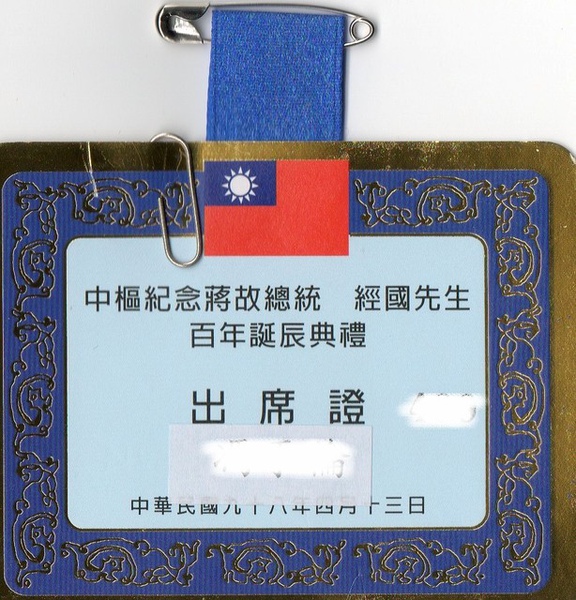 中樞紀念蔣故總統　經國先生
百年誕辰典禮
出席證
中華民國九十八年四月十三日